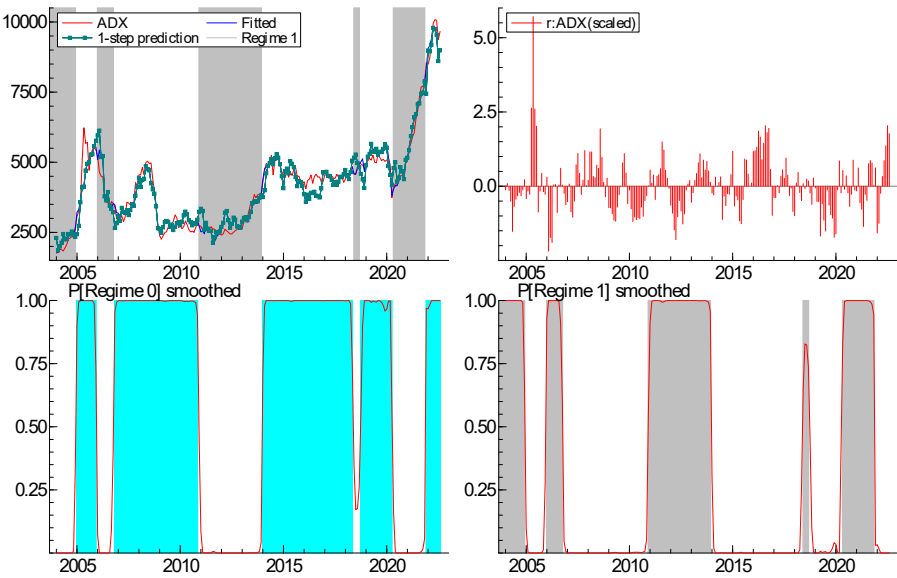 ADX Fitted
1-step prediction Regime 1
10000
7500
5000
2500
2005 2010 2015 2020
r:ADX (scaled)
5.0
2.5
0.0
2005 2010 2015 2020
P[Regime 0] smoothed
1.00
0.75
0.50
0.25
2005 2010 2015 2020
P[Regime 1] smoothed
1.00
0.75
0.50
0.25
2005 2010 2015 2020